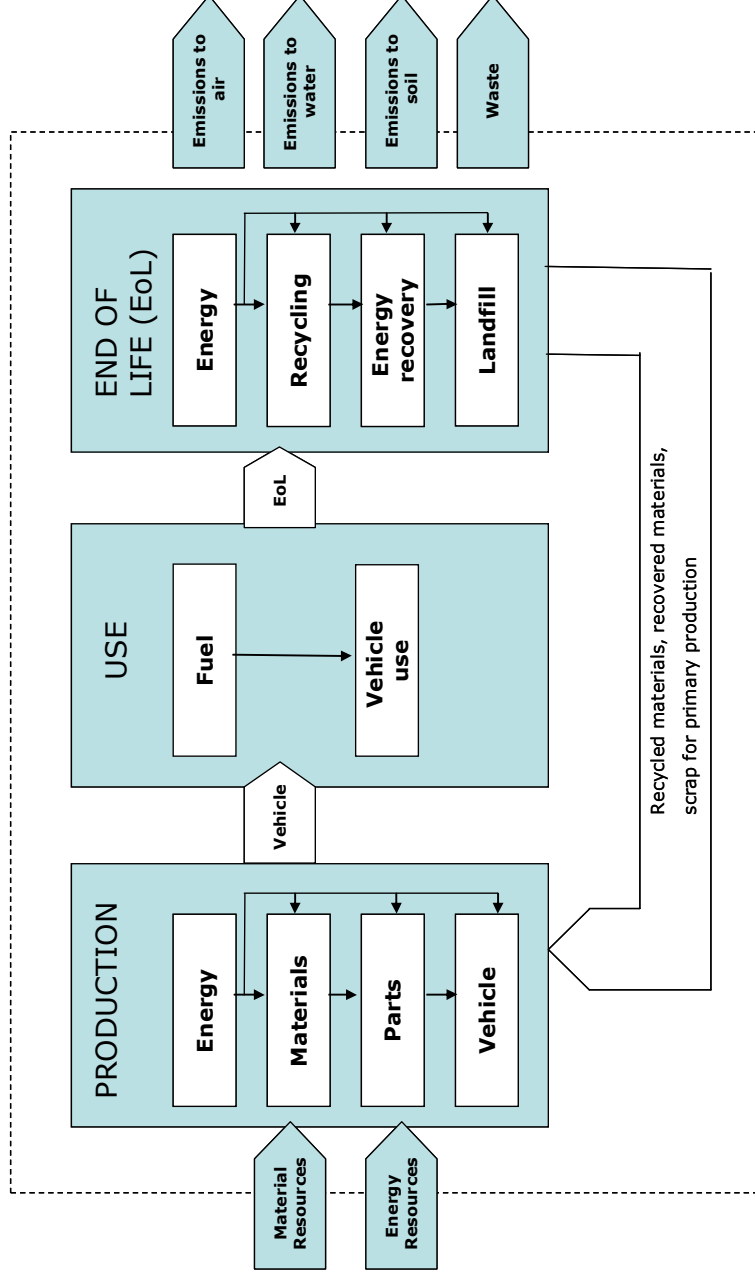 Material
Resources
Energy
Resources
PRODUCTION
Energy
Materials
Parts
Vehicle
Vehicle
USE
Fuel
Vehicle
use
EoL
END OF
LIFE (EoL)
Energy
Recycling
Energy
recovery
Landfill
Emissions to
air
Emissions to
water
Emissions to
soil
Waste
Recycled materials, recovered materials,
scrap for primary production